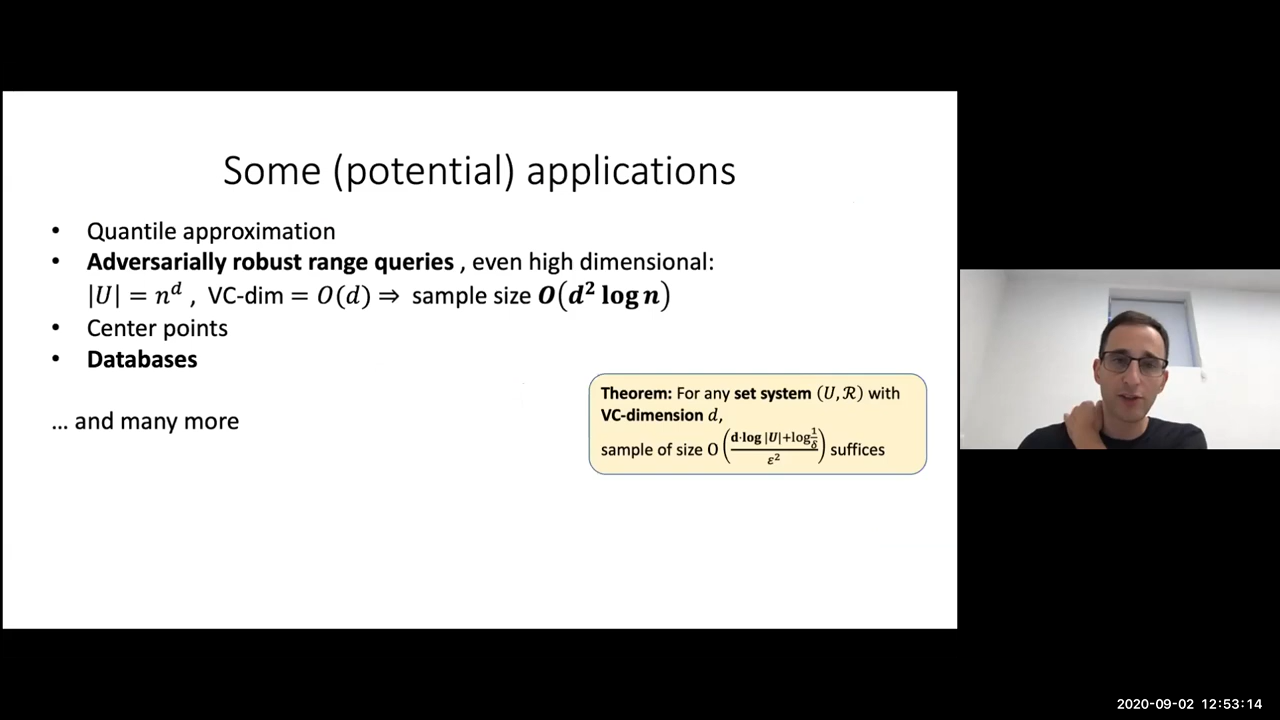 Some (potential) applications
• Quantile approximation
• Adversarially robust range queries , even high dimensional:
|U| = n^d , VC-dim = O(d) ⇒ sample size O(d² log n)
• Center points
• Databases
... and many more
Theorem: For any set system (U, ℛ) with
VC-dimension d,
sample of size O((d·log |U|+log 1/δ)/ε²) suffices
2020-09-02 12:53:14